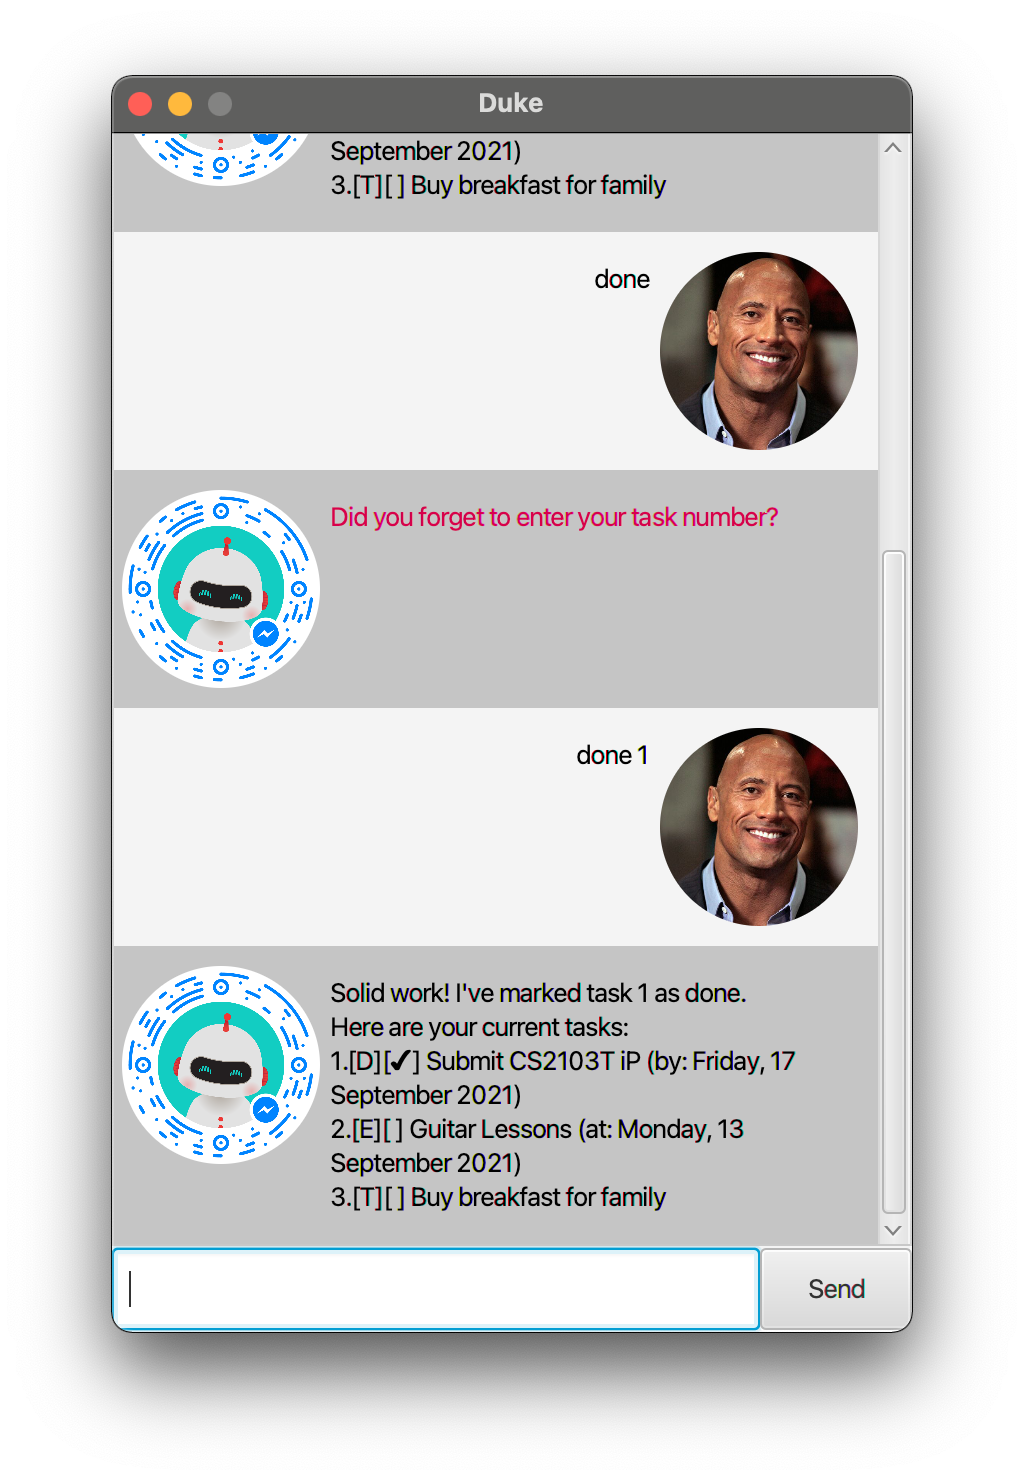 Duke
September 2021)
3.[T][ ] Buy breakfast for family
done
Did you forget to enter your task number?
done 1
Solid work! I've marked task 1 as done.
Here are your current tasks:
1.[D][✔] Submit CS2103T iP (by: Friday, 17
September 2021)
2.[E][ ] Guitar Lessons (at: Monday, 13
September 2021)
3.[T][ ] Buy breakfast for family
Send